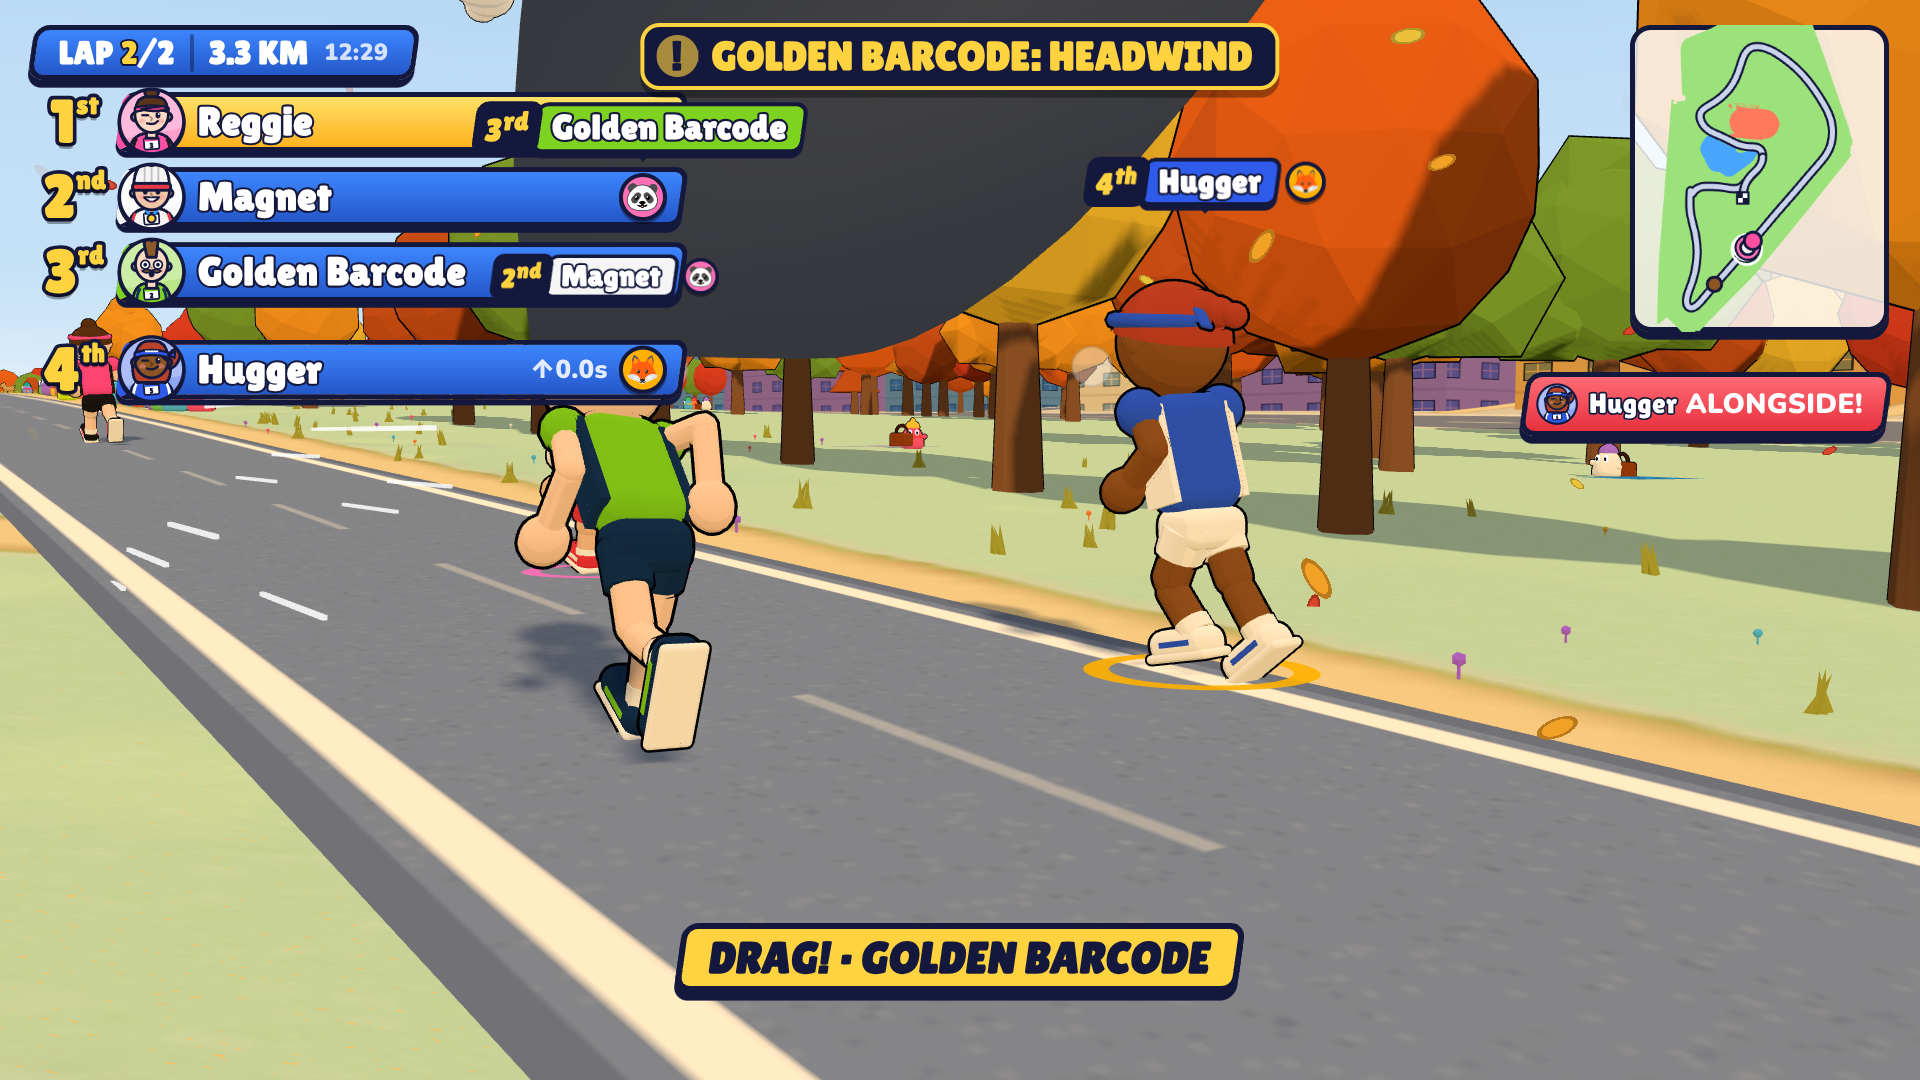 LAP 2/2 3.3 KM 12:29
! GOLDEN BARCODE: HEADWIND
1st Reggie
3rd Golden Barcode
2nd Magnet
4th Hugger
3rd Golden Barcode
2nd Magnet
4th Hugger ↑0.0s
Hugger ALONGSIDE!
DRAG! · GOLDEN BARCODE